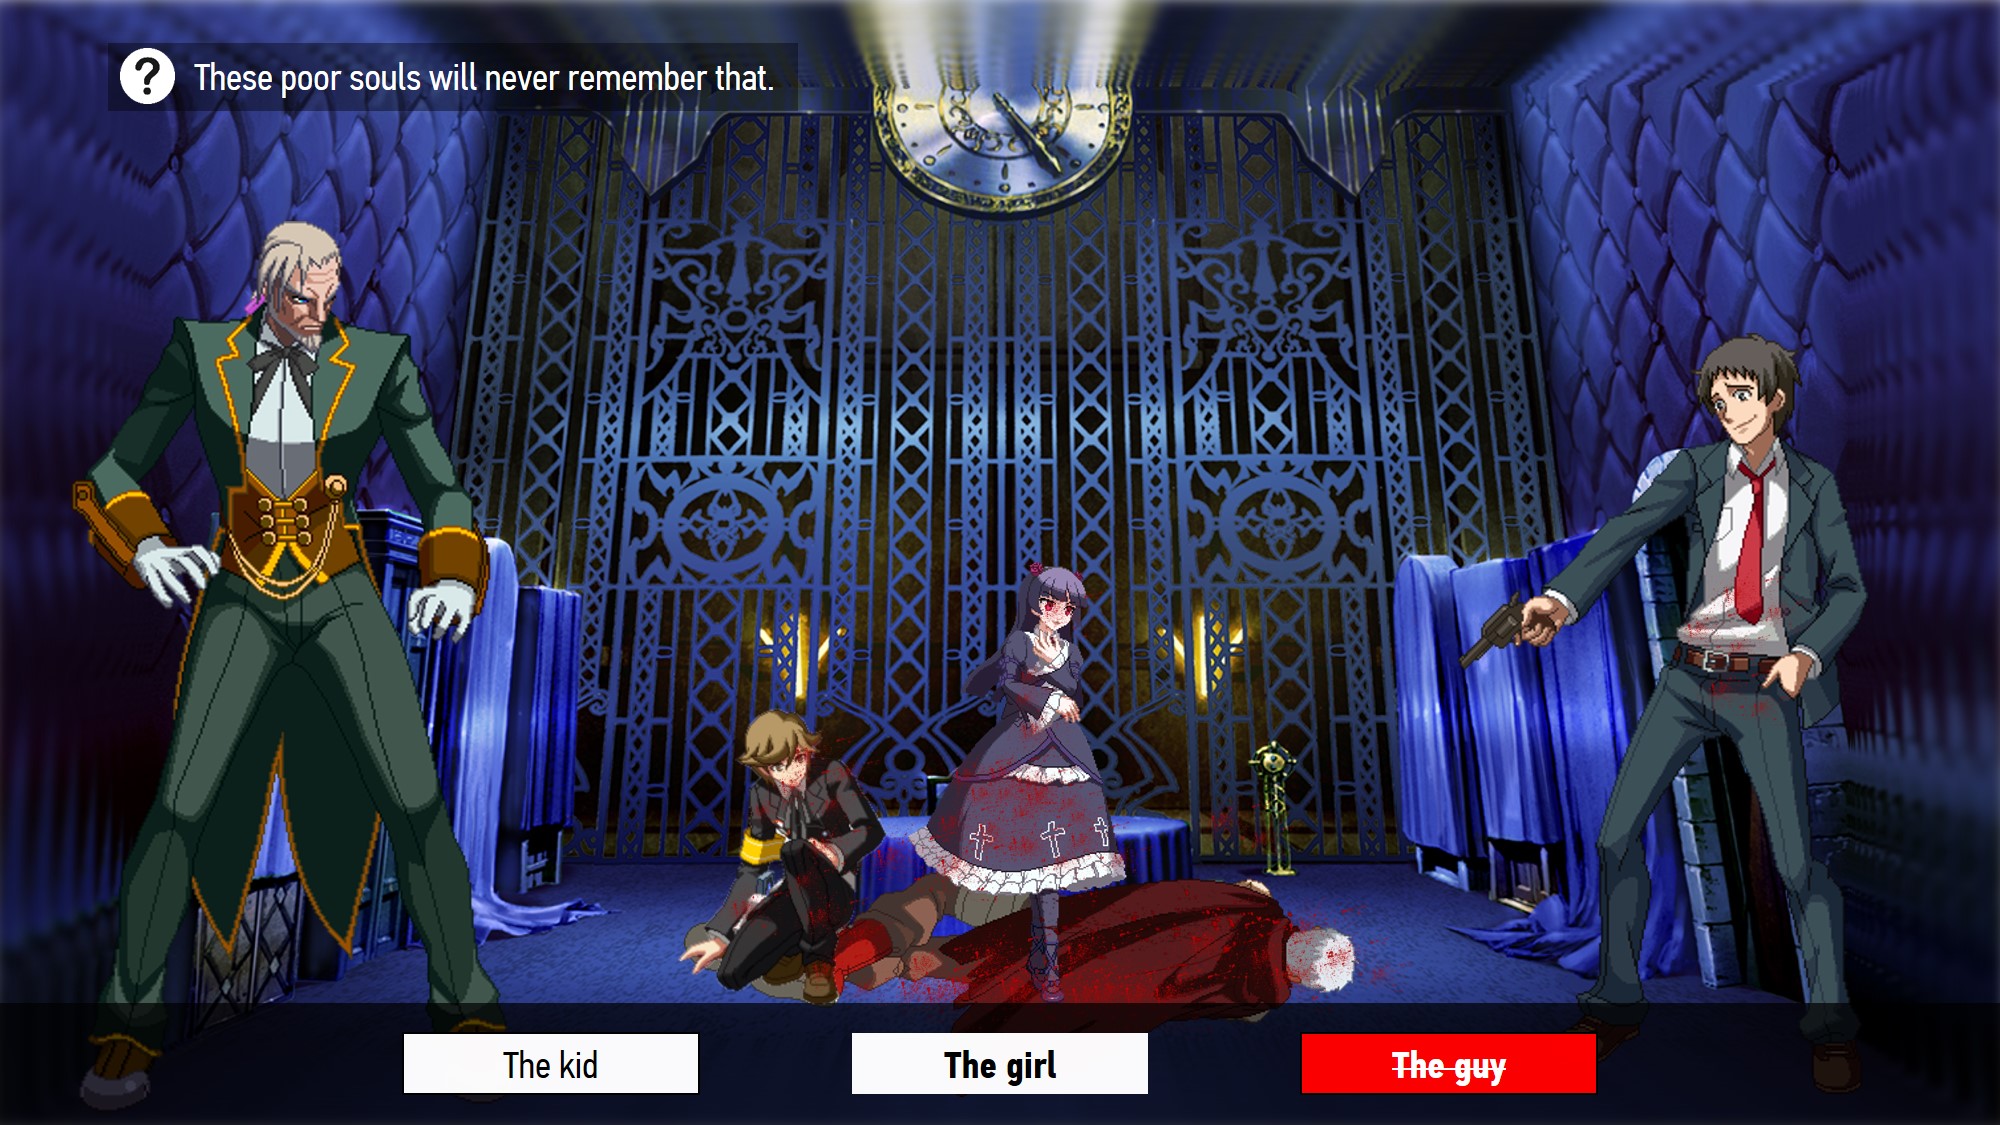 ? These poor souls will never remember that.
The kid
The girl
The guy